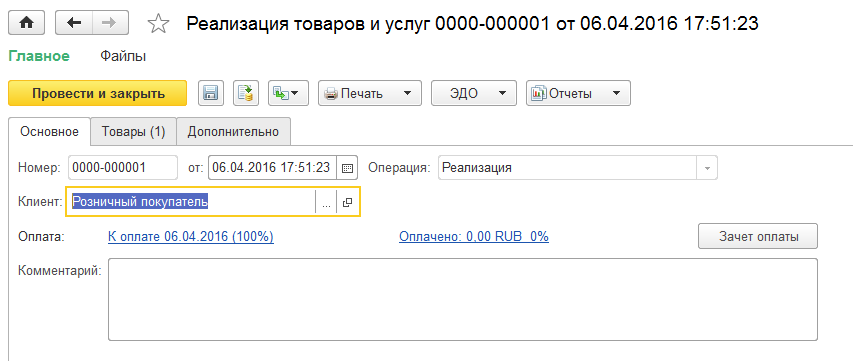 Реализация товаров и услуг 0000-000001 от 06.04.2016 17:51:23
Главное Файлы
Провести и закрыть Печать ЭДО Отчеты
Основное Товары (1) Дополнительно
Номер: 0000-000001 от: 06.04.2016 17:51:23 Операция: Реализация
Клиент: Розничный покупатель ...
Оплата: К оплате 06.04.2016 (100%) Оплачено: 0,00 RUB 0% Зачет оплаты
Комментарий: